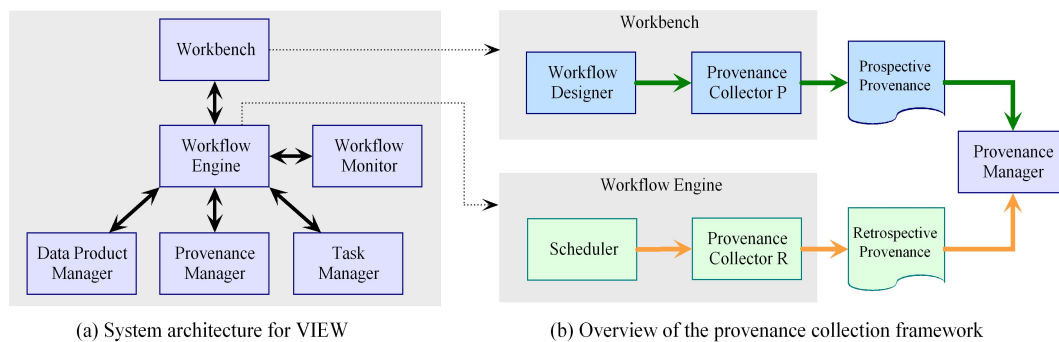 Workbench
Workflow
Engine
Workflow
Monitor
Data Product
Manager
Provenance
Manager
Task
Manager
(a) System architecture for VIEW
Workbench
Workflow
Designer
Provenance
Collector P
Prospective
Provenance
Provenance
Manager
Workflow Engine
Scheduler
Provenance
Collector R
Retrospective
Provenance
(b) Overview of the provenance collection framework